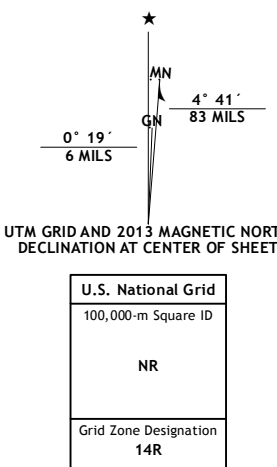 ★
MN
4° 41´
83 MILS
GN
0° 19´
6 MILS
UTM GRID AND 2013 MAGNETIC NORT
DECLINATION AT CENTER OF SHEET
U.S. National Grid
100,000-m Square ID
NR
Grid Zone Designation
14R